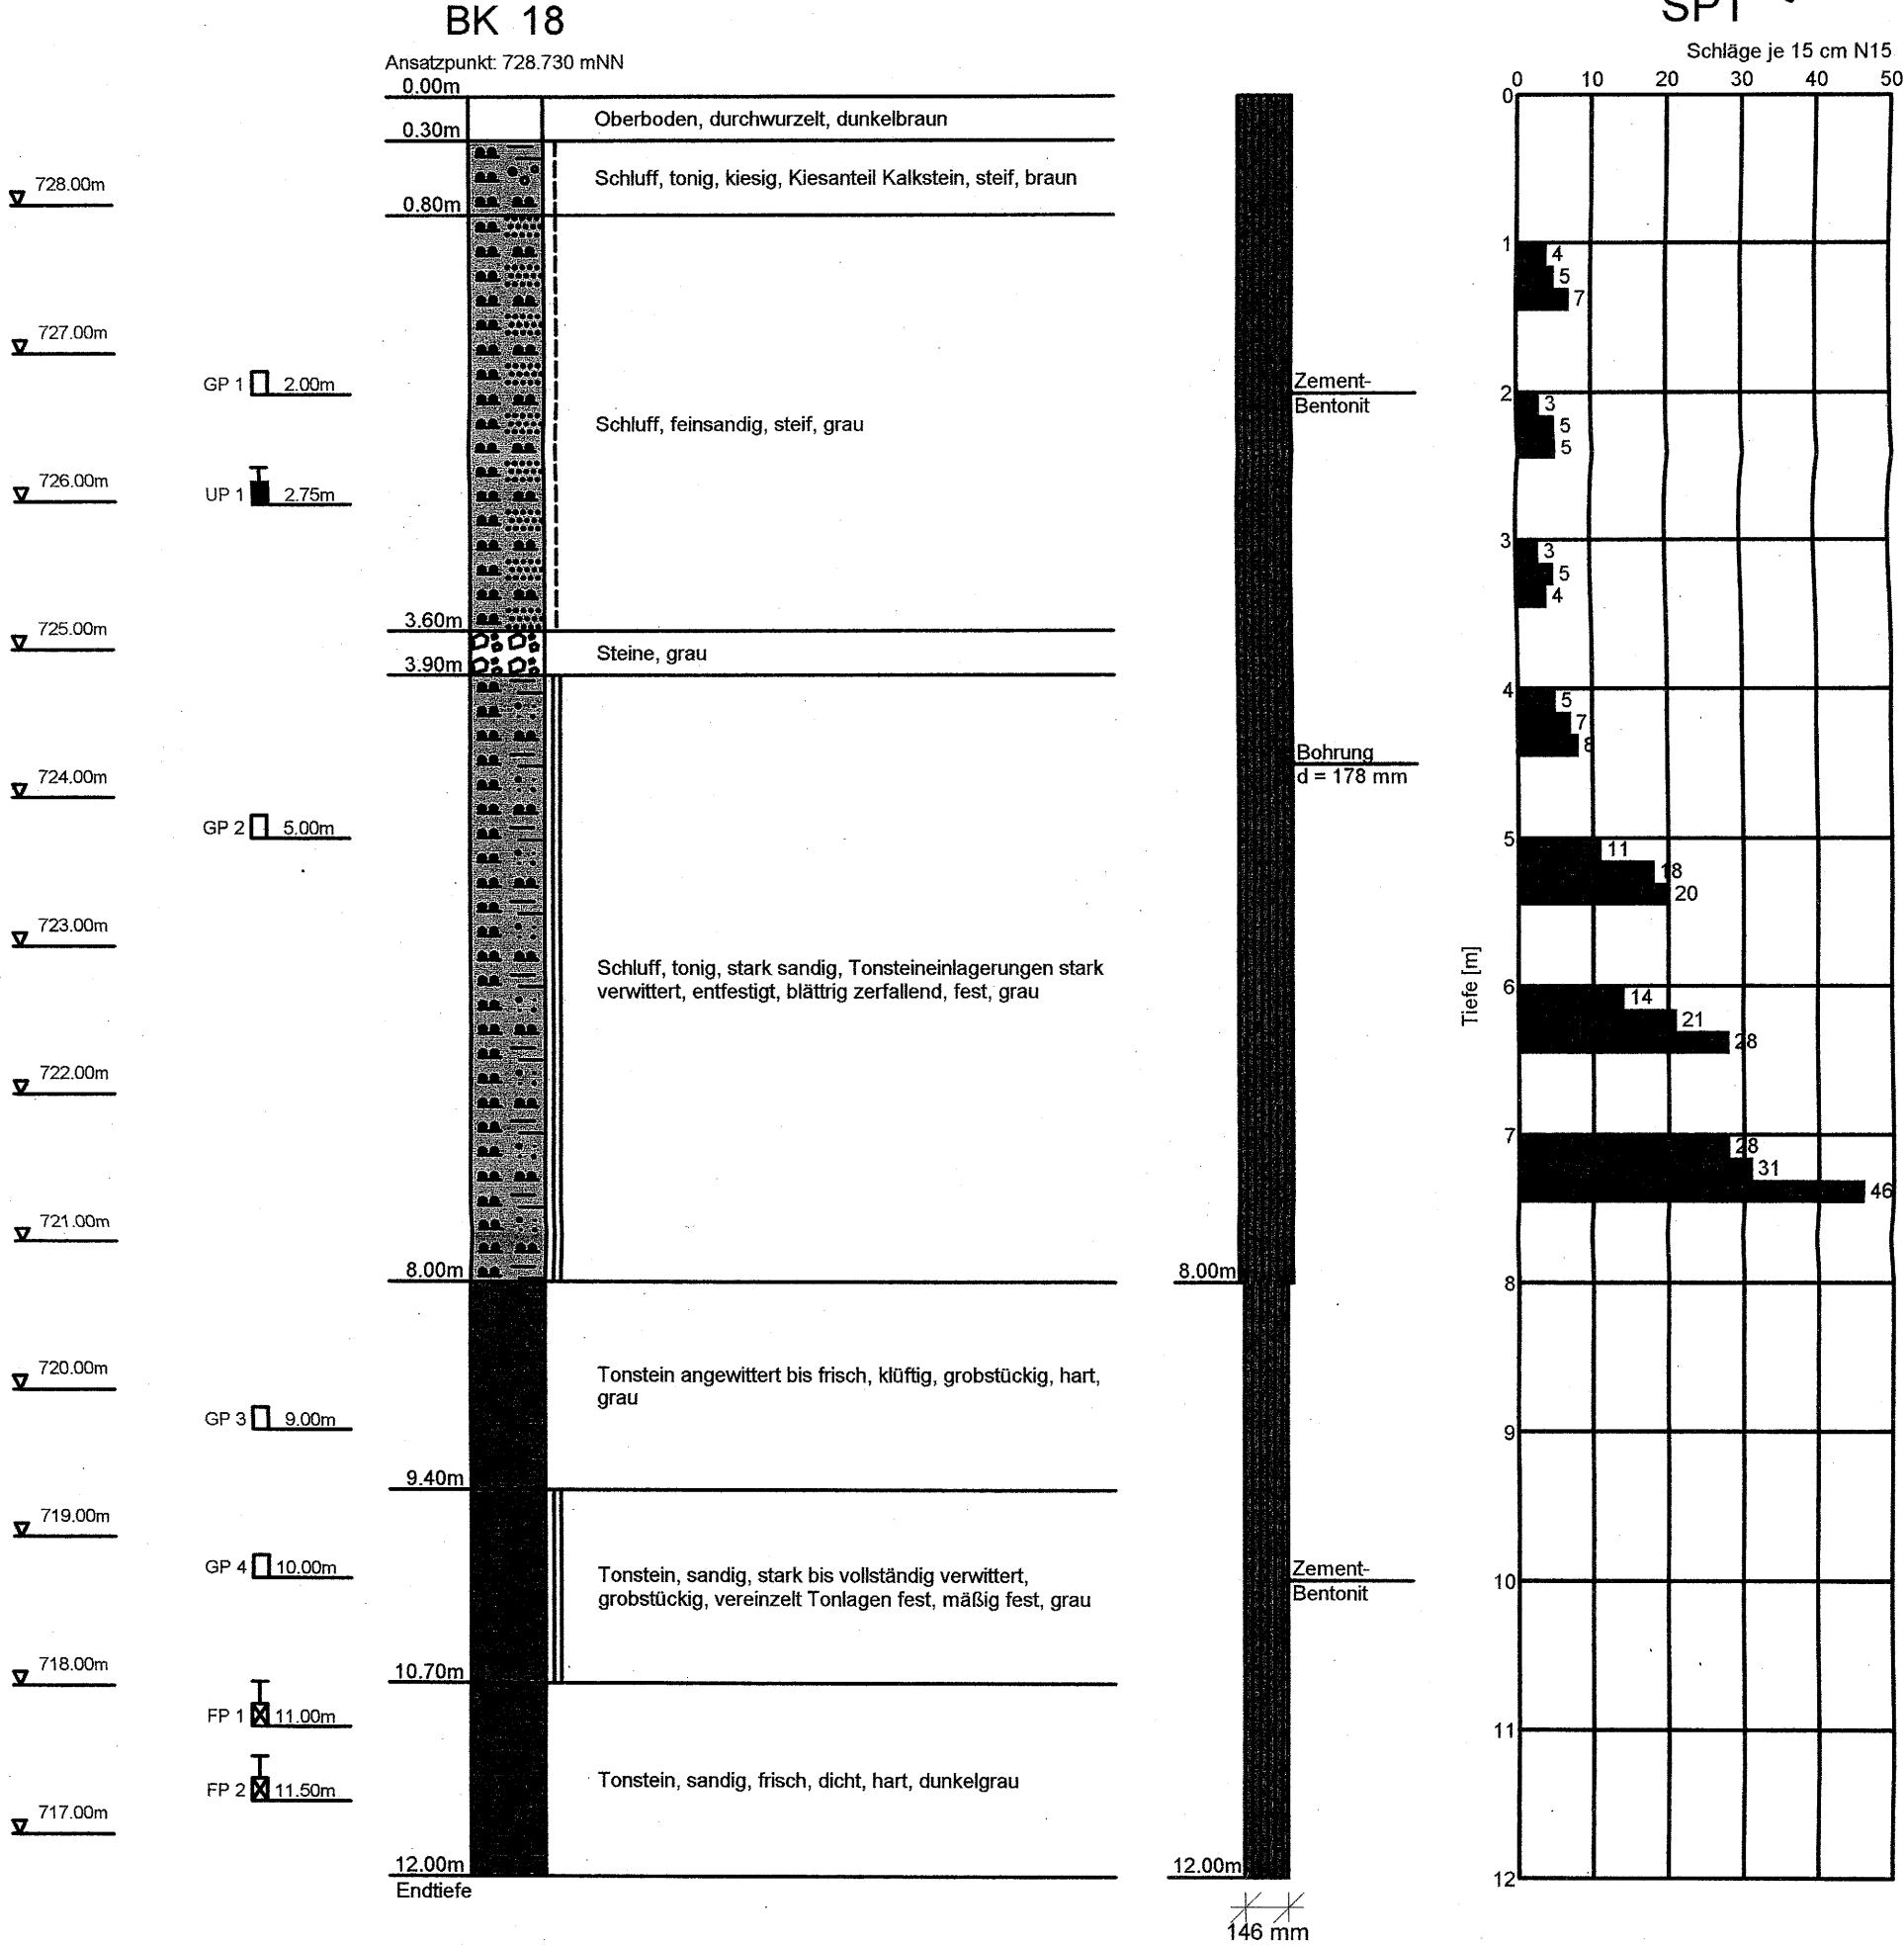 BK 18
SPT
Ansatzpunkt: 728.730 mNN
Schläge je 15 cm N15
0 10 20 30 40 50
0.00m
Oberboden, durchwurzelt, dunkelbraun
0.30m
Schluff, tonig, kiesig, Kiesanteil Kalkstein, steif, braun
0.80m
Schluff, feinsandig, steif, grau
3.60m
Steine, grau
3.90m
Schluff, tonig, stark sandig, Tonsteineinlagerungen stark
verwittert, entfestigt, blättrig zerfallend, fest, grau
8.00m
Tonstein angewittert bis frisch, klüftig, grobstückig, hart,
grau
9.40m
Tonstein, sandig, stark bis vollständig verwittert,
grobstückig, vereinzelt Tonlagen fest, mäßig fest, grau
10.70m
Tonstein, sandig, frisch, dicht, hart, dunkelgrau
12.00m
Endtiefe
728.00m
727.00m
726.00m
725.00m
724.00m
723.00m
722.00m
721.00m
720.00m
719.00m
718.00m
717.00m
GP 1 2.00m
UP 1 2.75m
GP 2 5.00m
GP 3 9.00m
GP 4 10.00m
FP 1 11.00m
FP 2 11.50m
Zement-
Bentonit
Bohrung
d = 178 mm
8.00m
Zement-
Bentonit
12.00m
146 mm
Tiefe [m]
0
1
4
5
7
2
3
5
5
3
3
5
4
4
5
7
8
5
11
18
20
6
14
21
28
7
28
31
46
8
9
10
11
12